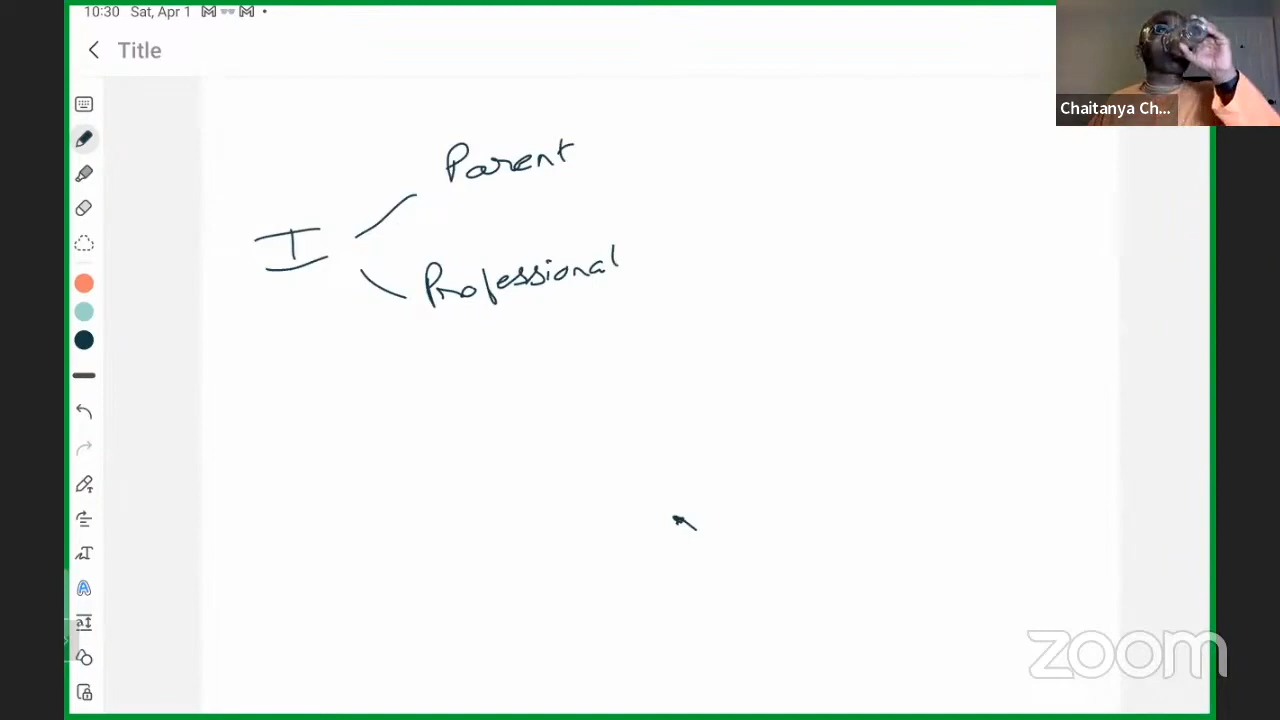 10:30 Sat, Apr 1
Title
Chaitanya Ch...
Parent
I
Professional
zoom